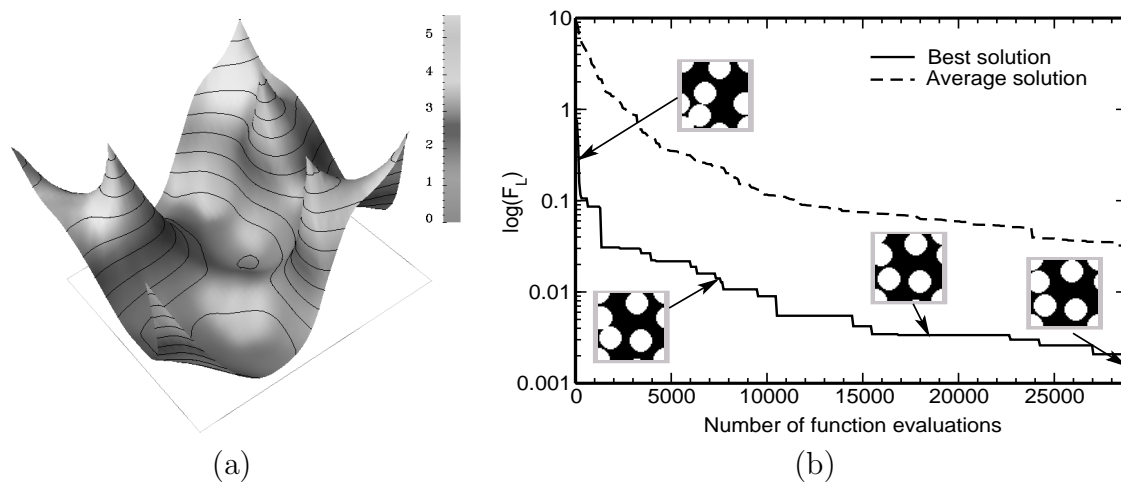 5
4
3
2
1
0
(a)
10
1
0.1
0.01
0.001
log(F_L)
Best solution
Average solution
0 5000 10000 15000 20000 25000
Number of function evaluations
(b)